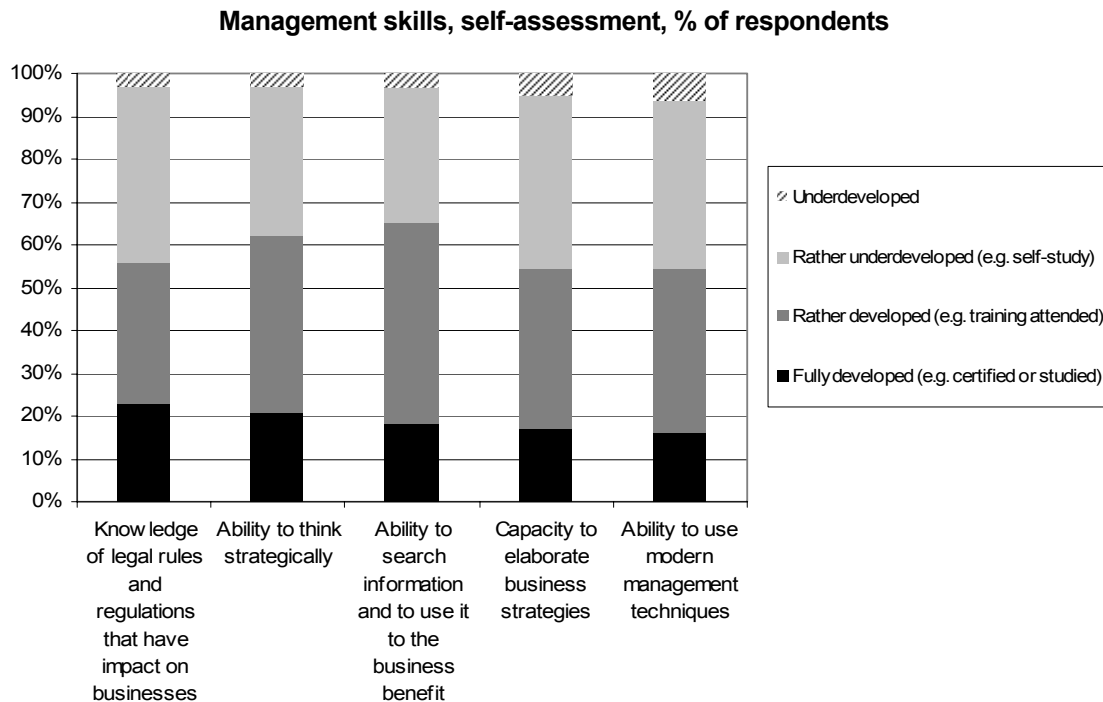 Management skills, self-assessment, % of respondents
100%
90%
80%
70%
60%
50%
40%
30%
20%
10%
0%
Knowledge
of legal rules
and
regulations
that have
impact on
businesses
Ability to think
strategically
Ability to
search
information
and to use it
to the
business
benefit
Capacity to
elaborate
business
strategies
Ability to use
modern
management
techniques
Underdeveloped
Rather underdeveloped (e.g. self-study)
Rather developed (e.g. training attended)
Fully developed (e.g. certified or studied)